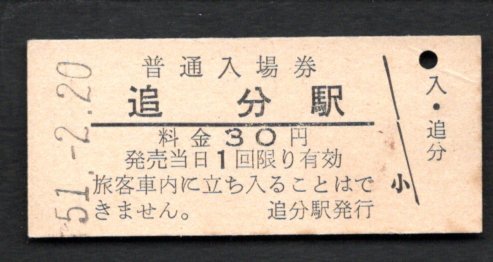 51.-2.20
普通入場券
追分駅
料金30円
発売当日1回限り有効
旅客車内に立ち入ることはで
きません。 追分駅発行
小
入・追分